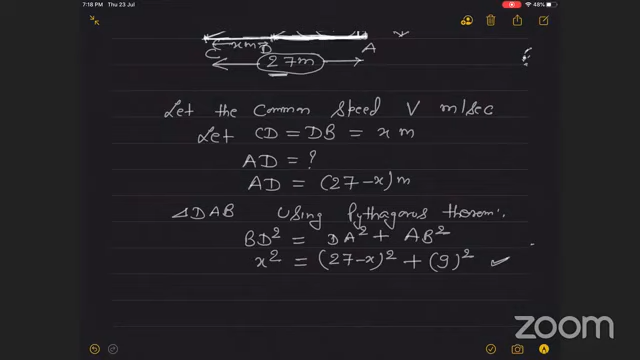 7:18 PM Thu 23 Jul
48%
x m
C D A
27m
Let the Common Speed V m/sec
Let CD = DB = x m
AD = ?
AD = (27-x) m
△DAB Using Pythagorus theorem.
BD² = DA² + AB²
x² = (27-x)² + (9)²
zoom